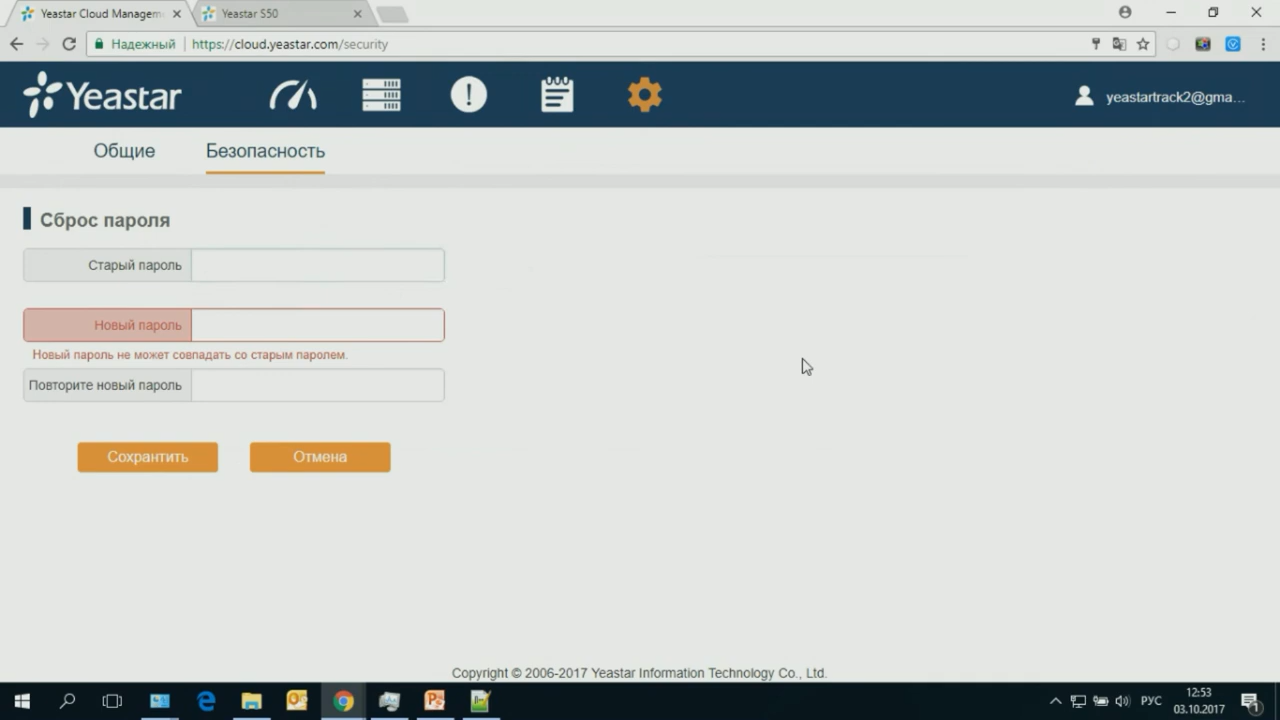 Yeastar Cloud Managem
Yeastar S50
Надежный
https://cloud.yeastar.com/security
Yeastar
yeastartrack2@gma...
Общие
Безопасность
Сброс пароля
Старый пароль
Новый пароль
Новый пароль не может совпадать со старым паролем.
Повторите новый пароль
Сохрантить
Отмена
Copyright © 2006-2017 Yeastar Information Technology Co., Ltd.
РУС
12:53
03.10.2017